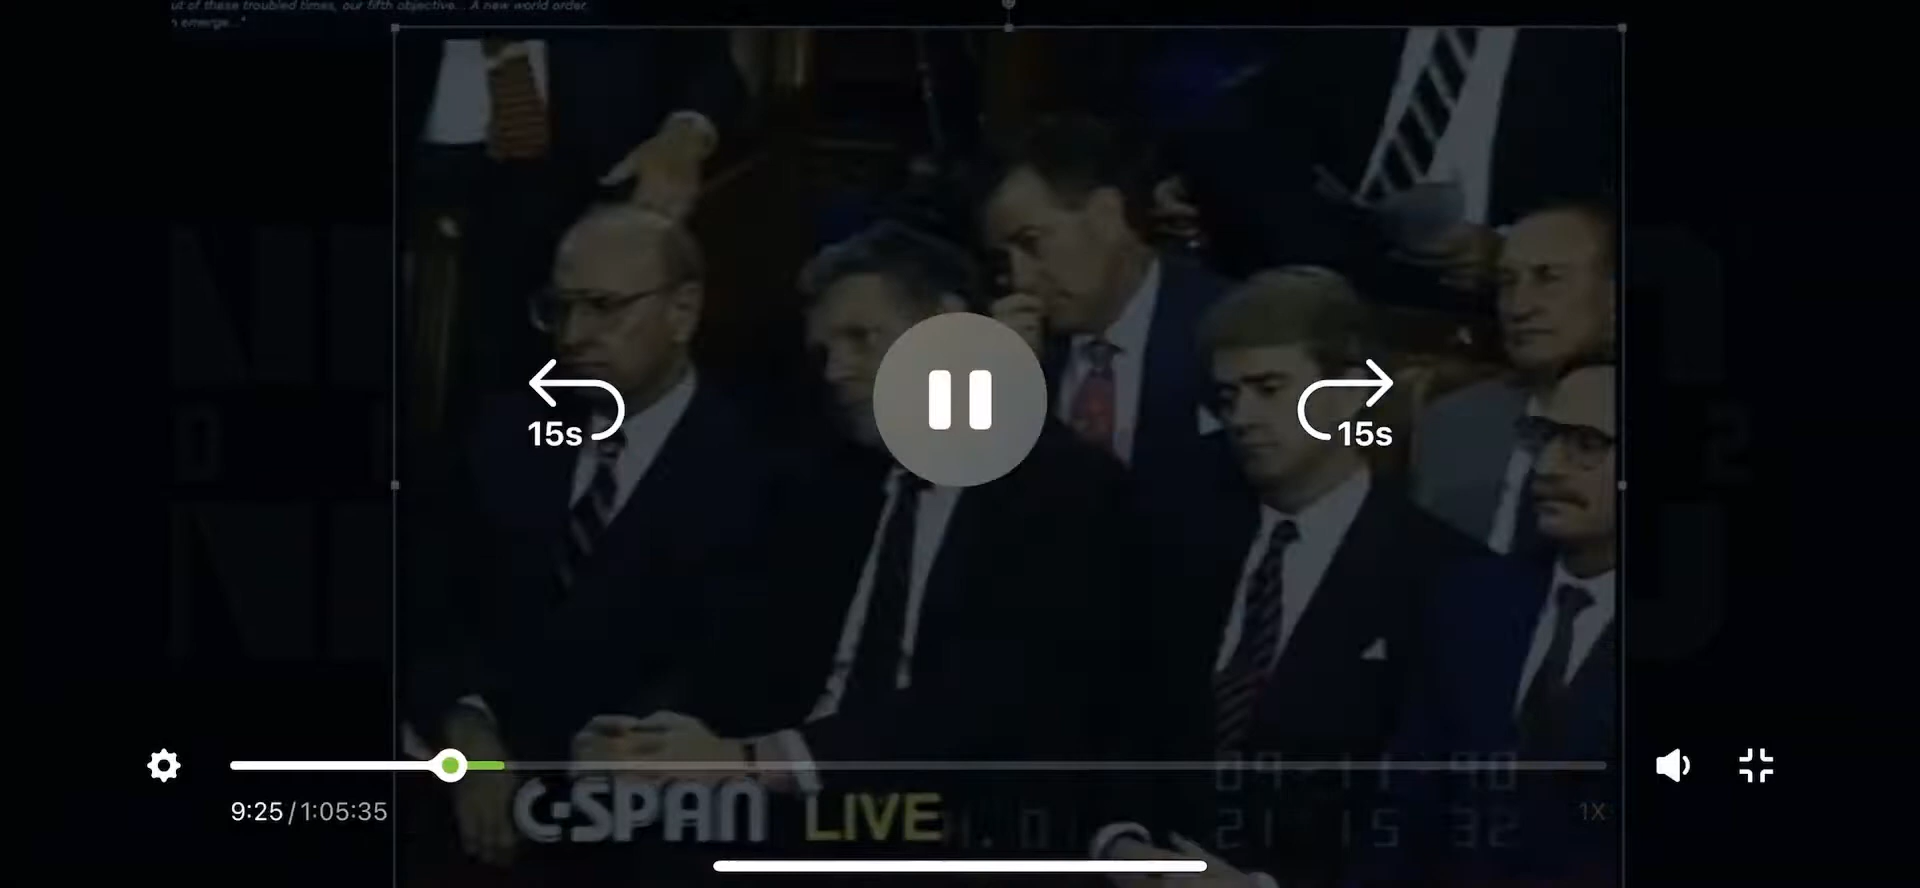 ut of these troubled times, our fifth objective... A new world order,
n emerge..."
15s
15s
9:25/1:05:35
1X
C-SPAN LIVE
09 11 90
21 15 32